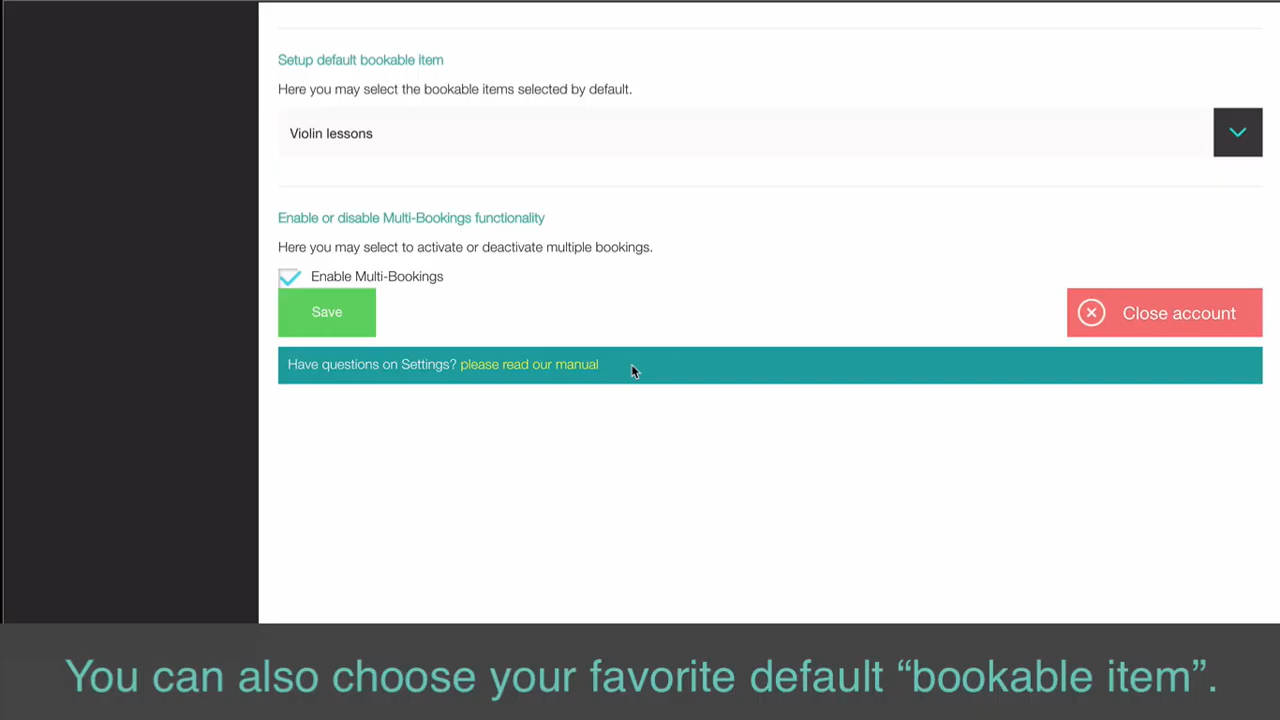 Setup default bookable item
Here you may select the bookable items selected by default.
Violin lessons
Enable or disable Multi-Bookings functionality
Here you may select to activate or deactivate multiple bookings.
Enable Multi-Bookings
Save
Close account
Have questions on Settings? please read our manual
You can also choose your favorite default “bookable item”.